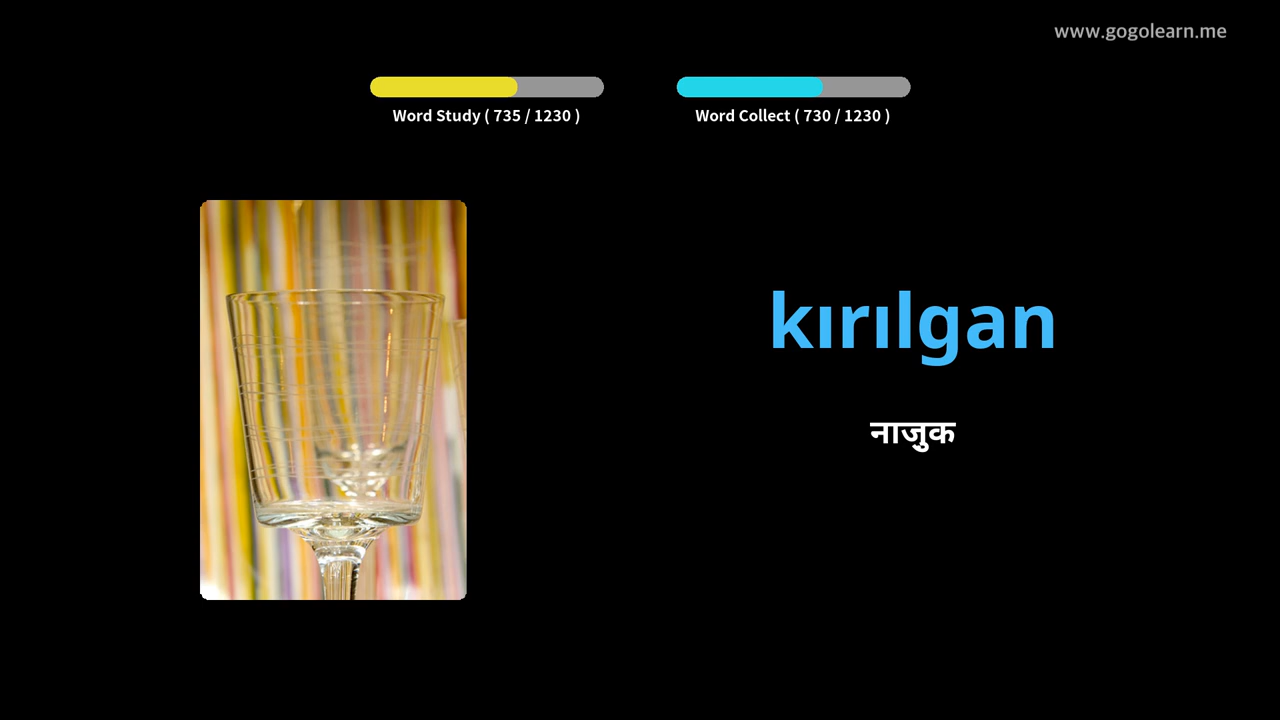 www.gogolearn.me
Word Study ( 735 / 1230 )
Word Collect ( 730 / 1230 )
kırılgan
नाजुक